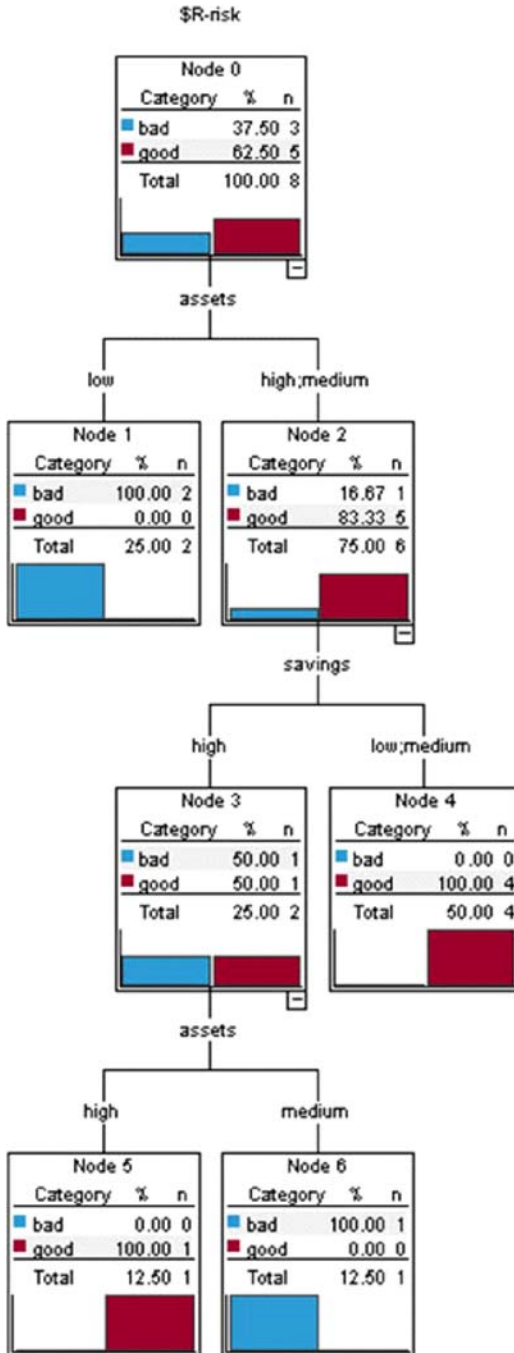 $R-risk
Node 0
Category % n
bad 37.50 3
good 62.50 5
Total 100.00 8
assets
low high;medium
Node 1 Node 2
Category % n Category % n
bad 100.00 2 bad 16.67 1
good 0.00 0 good 83.33 5
Total 25.00 2 Total 75.00 6
savings
high low;medium
Node 3 Node 4
Category % n Category % n
bad 50.00 1 bad 0.00 0
good 50.00 1 good 100.00 4
Total 25.00 2 Total 50.00 4
assets
high medium
Node 5 Node 6
Category % n Category % n
bad 0.00 0 bad 100.00 1
good 100.00 1 good 0.00 0
Total 12.50 1 Total 12.50 1